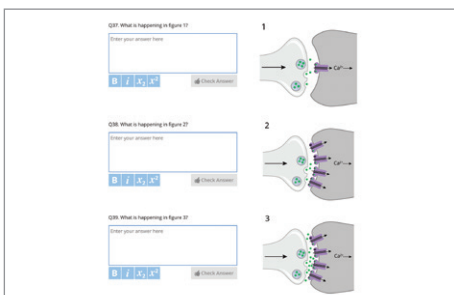 Q37. What is happening in figure 1?
Enter your answer here
B i x₂ x²
Check Answer
1
Ca²⁺
Q38. What is happening in figure 2?
Enter your answer here
B i x₂ x²
Check Answer
2
Ca²⁺
Q39. What is happening in figure 3?
Enter your answer here
B i x₂ x²
Check Answer
3
Ca²⁺